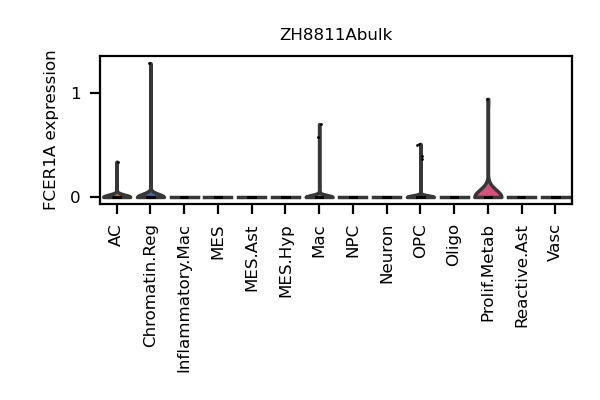 ZH8811Abulk
FCER1A expression
1
0
AC
Chromatin.Reg
Inflammatory.Mac
MES
MES.Ast
MES.Hyp
Mac
NPC
Neuron
OPC
Oligo
Prolif.Metab
Reactive.Ast
Vasc